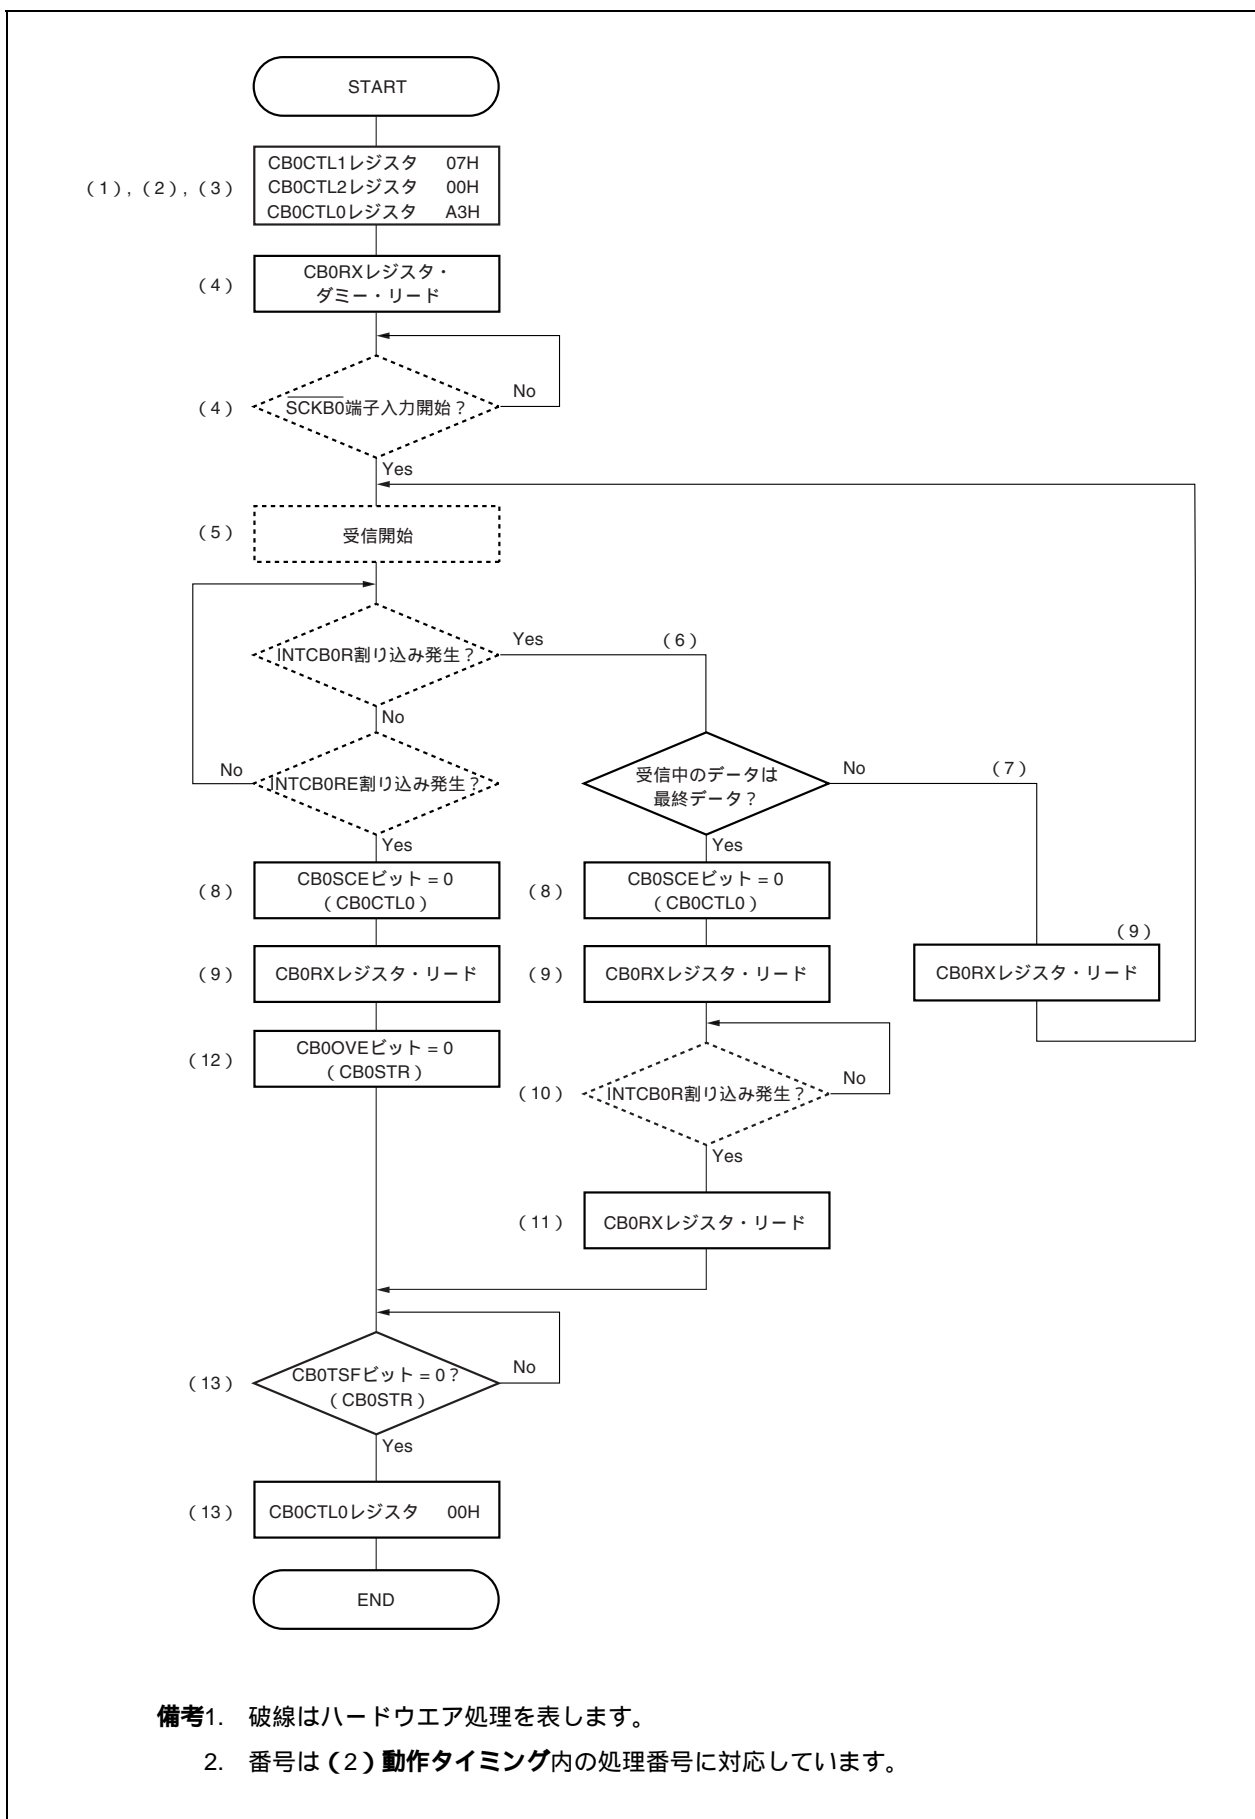 START
(1),(2),(3)
CB0CTL1レジスタ 07H
CB0CTL2レジスタ 00H
CB0CTL0レジスタ A3H
(4)
CB0RXレジスタ・
ダミー・リード
(4)
SCKB0端子入力開始?
No
Yes
(5)
受信開始
INTCB0R割り込み発生?
Yes
(6)
No
INTCB0RE割り込み発生?
No
Yes
受信中のデータは
最終データ?
No
(7)
Yes
(8)
CB0SCEビット = 0
(CB0CTL0)
(8)
CB0SCEビット = 0
(CB0CTL0)
(9)
CB0RXレジスタ・リード
(9)
CB0RXレジスタ・リード
(9)
CB0RXレジスタ・リード
(12)
CB0OVEビット = 0
(CB0STR)
(10)
INTCB0R割り込み発生?
No
Yes
(11)
CB0RXレジスタ・リード
(13)
CB0TSFビット = 0?
(CB0STR)
No
Yes
(13)
CB0CTL0レジスタ 00H
END
備考1. 破線はハードウエア処理を表します。
2. 番号は(2)動作タイミング内の処理番号に対応しています。